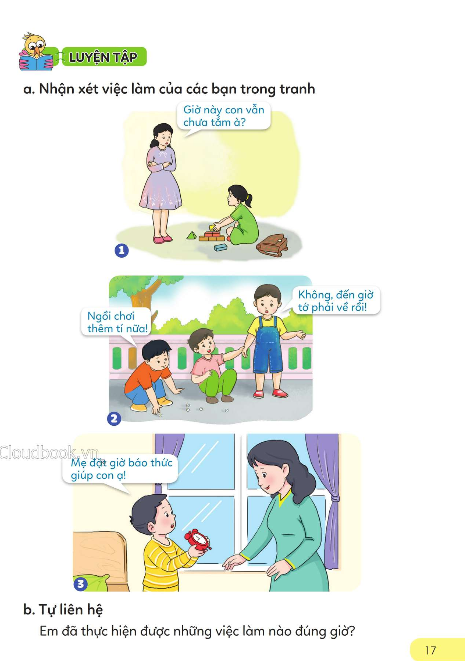 LUYỆN TẬP
a. Nhận xét việc làm của các bạn trong tranh
Giờ này con vẫn
chưa tắm à?
1
Ngồi chơi
thêm tí nữa!
Không, đến giờ
tớ phải về rồi!
2
Cloudbook.vn
Mẹ đặt giờ báo thức
giúp con ạ!
3
b. Tự liên hệ
Em đã thực hiện được những việc làm nào đúng giờ?
17